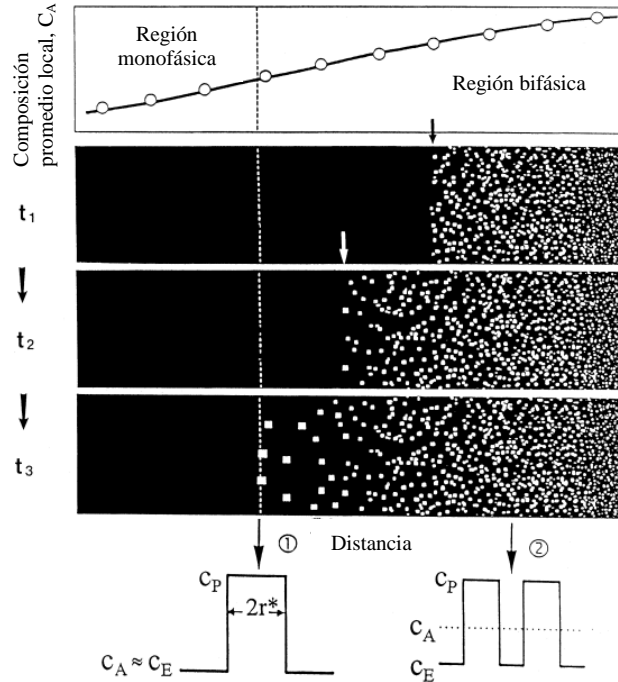 Composición
promedio local, C_A
Región
monofásica
Región bifásica
t₁
t₂
t₃
① Distancia ②
C_P
2r*
C_A ≈ C_E
C_P
C_A
C_E